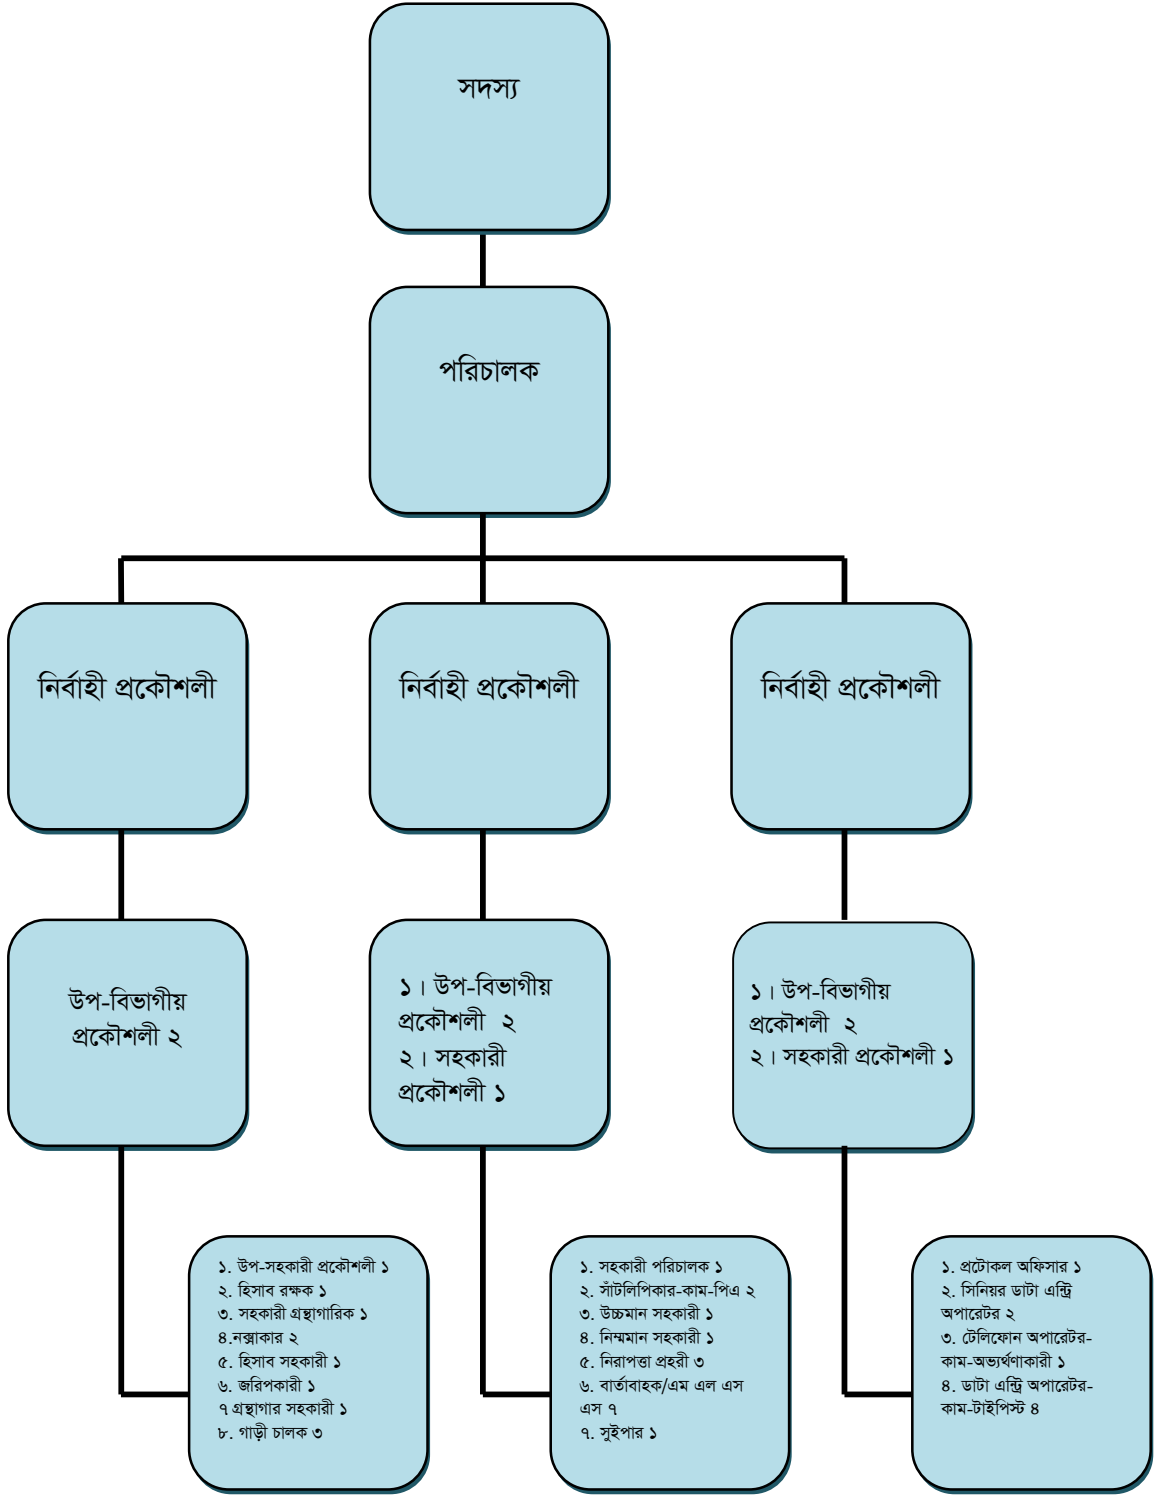 সদস্য
পরিচালক
নির্বাহী প্রকৌশলী
নির্বাহী প্রকৌশলী
নির্বাহী প্রকৌশলী
উপ-বিভাগীয়
প্রকৌশলী ২
১। উপ-বিভাগীয়
প্রকৌশলী ২
২। সহকারী
প্রকৌশলী ১
১। উপ-বিভাগীয়
প্রকৌশলী ২
২। সহকারী প্রকৌশলী ১
১. উপ-সহকারী প্রকৌশলী ১
২. হিসাব রক্ষক ১
৩. সহকারী গ্রন্থাগারিক ১
৪.নক্সাকার ২
৫. হিসাব সহকারী ১
৬. জরিপকারী ১
৭ গ্রন্থাগার সহকারী ১
৮. গাড়ী চালক ৩
১. সহকারী পরিচালক ১
২. সাঁটলিপিকার-কাম-পিএ ২
৩. উচ্চমান সহকারী ১
৪. নিম্মমান সহকারী ১
৫. নিরাপত্তা প্রহরী ৩
৬. বার্তাবাহক/এম এল এস
এস ৭
৭. সুইপার ১
১. প্রটোকল অফিসার ১
২. সিনিয়র ডাটা এন্ট্রি
অপারেটর ২
৩. টেলিফোন অপারেটর-
কাম-অভ্যর্থণাকারী ১
৪. ডাটা এন্ট্রি অপারেটর-
কাম-টাইপিস্ট ৪